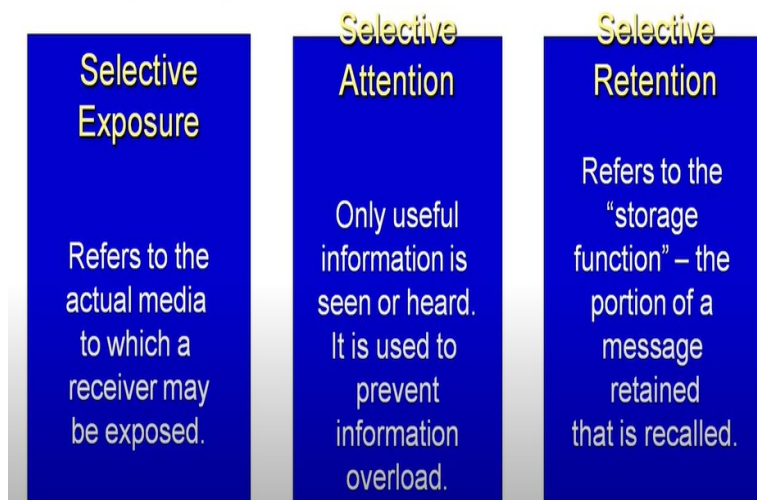 Selective
Exposure
Refers to the
actual media
to which a
receiver may
be exposed.
Selective
Attention
Only useful
information is
seen or heard.
It is used to
prevent
information
overload.
Selective
Retention
Refers to the
“storage
function” – the
portion of a
message
retained
that is recalled.